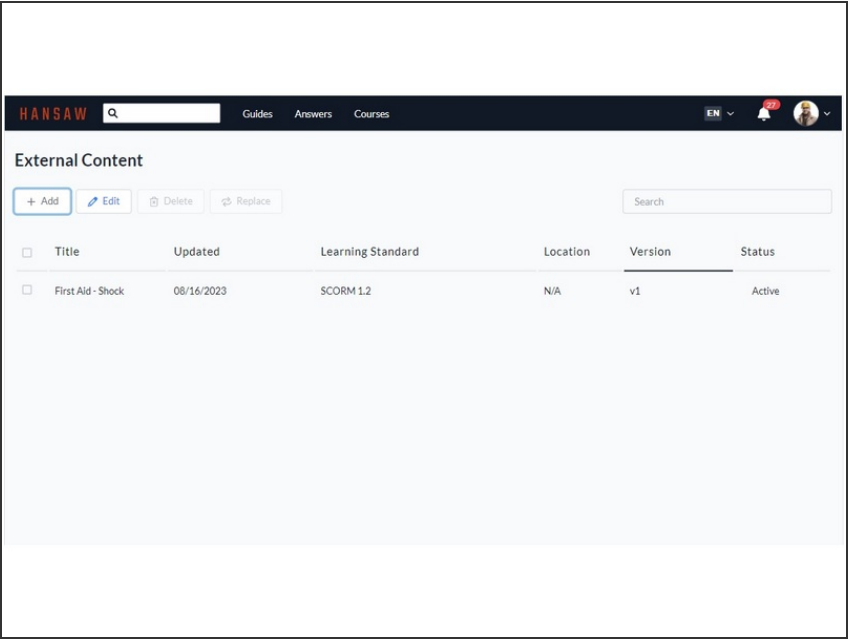 HANSAW Guides Answers Courses EN 27
External Content
+ Add Edit Delete Replace Search
Title Updated Learning Standard Location Version Status
First Aid - Shock 08/16/2023 SCORM 1.2 N/A v1 Active